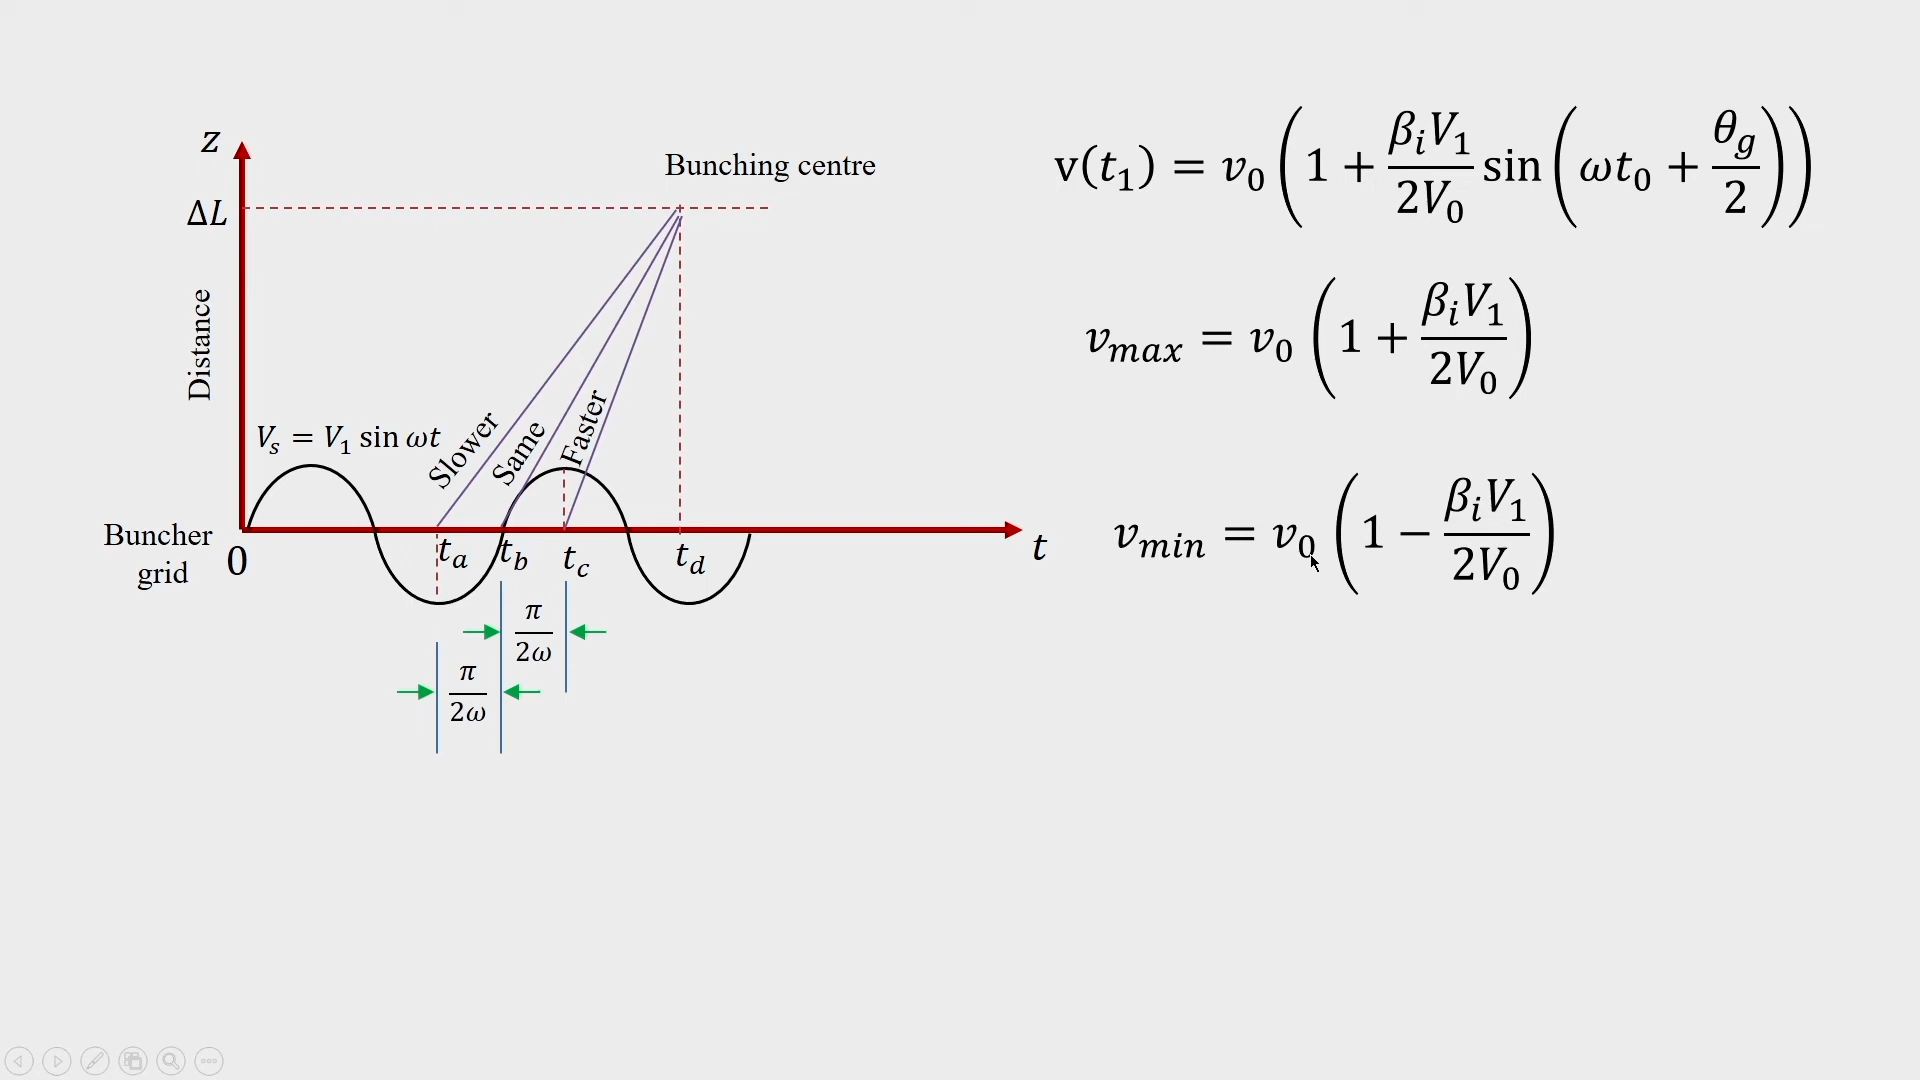 z
Bunching centre
ΔL
Distance
V_s = V_1 sin ωt
Slower
Same
Faster
Buncher
grid
0
t_a
t_b
t_c
t_d
t
π/2ω
π/2ω
v(t_1) = v_0 (1 + β_i V_1/2V_0 sin(ωt_0 + θ_g/2))
v_max = v_0 (1 + β_i V_1/2V_0)
v_min = v_0 (1 − β_i V_1/2V_0)